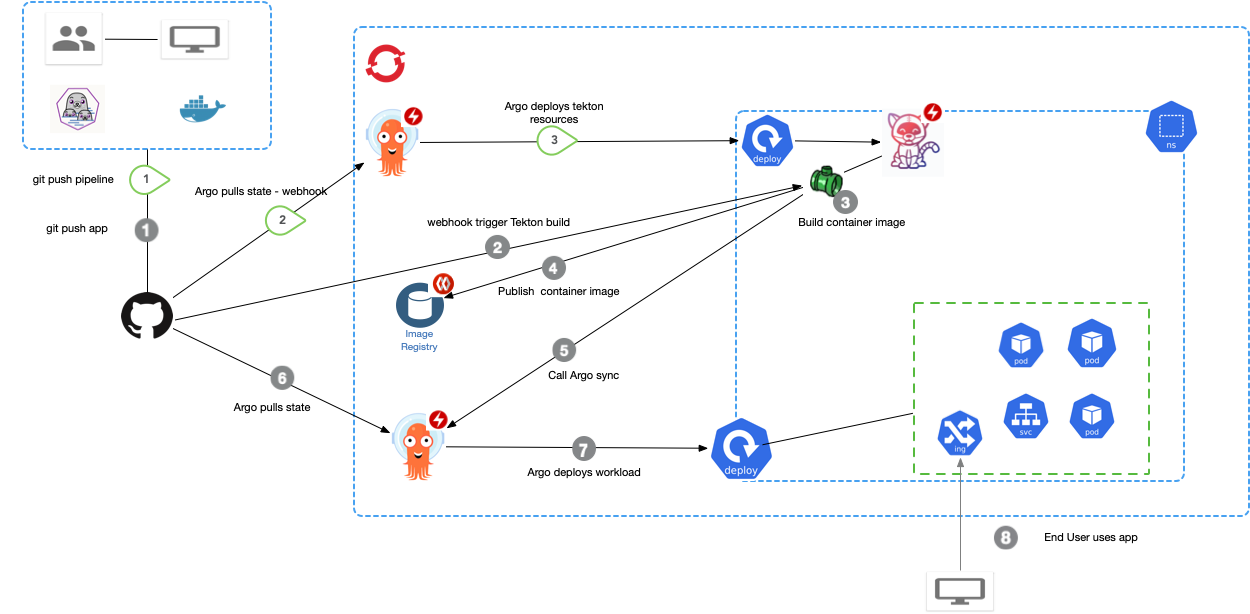 Argo deploys tekton
resources
3
deploy
ns
git push pipeline
1
Argo pulls state - webhook
2
git push app
1
webhook trigger Tekton build
2
3
Build container image
4
Publish  container image
Image
Registry
5
Call Argo sync
6
Argo pulls state
7
Argo deploys workload
deploy
pod
pod
svc
pod
ing
8
End User uses app